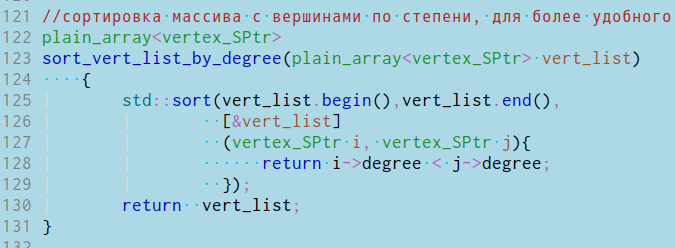 121 //сортировка массива с вершинами по степени, для более удобного
122 plain_array<vertex_SPtr>
123 sort_vert_list_by_degree(plain_array<vertex_SPtr> vert_list)
124     {
125         std::sort(vert_list.begin(),vert_list.end(),
126                   [&vert_list]
127                   (vertex_SPtr i, vertex_SPtr j){
128                       return i->degree < j->degree;
129                   });
130         return  vert_list;
131 }